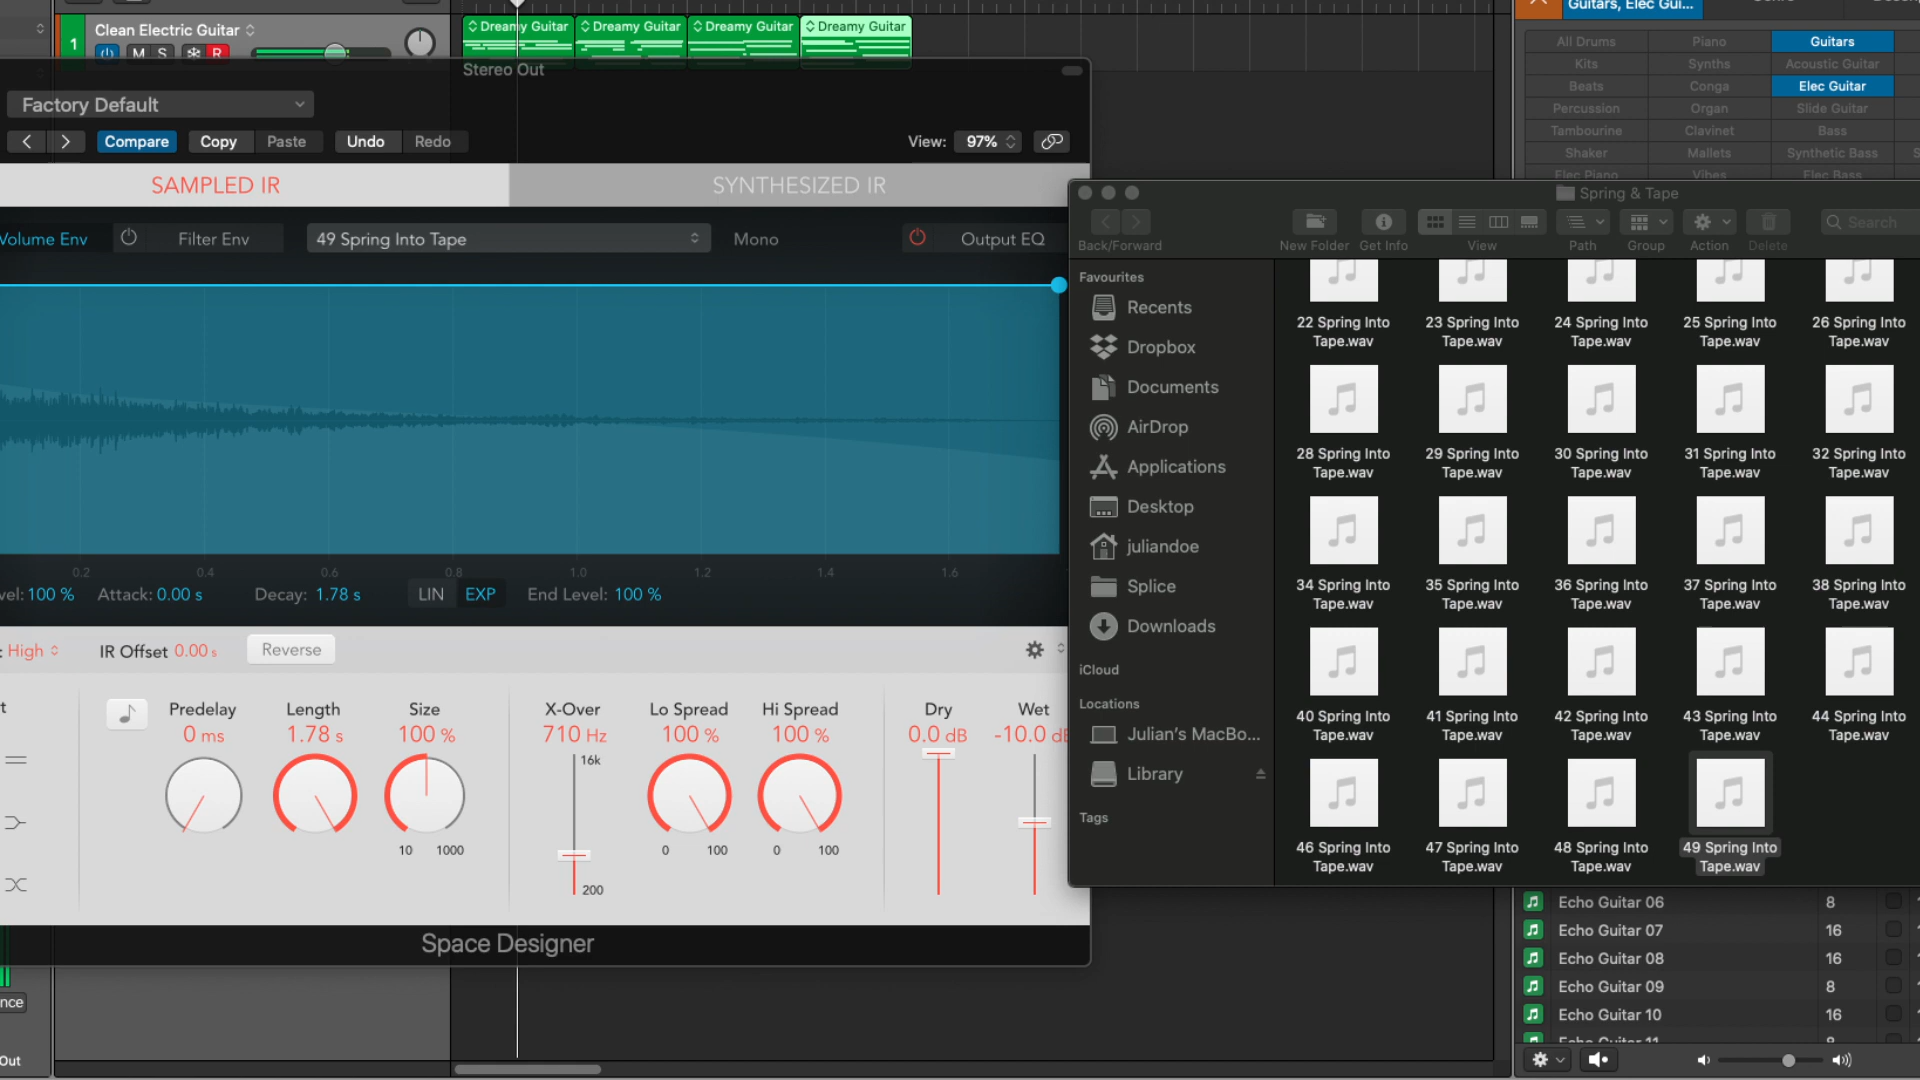 Clean Electric Guitar
1
M S R
Dreamy Guitar
Dreamy Guitar
Dreamy Guitar
Dreamy Guitar
Stereo Out
Factory Default
Compare
Copy
Paste
Undo
Redo
View:
97%
SAMPLED IR
SYNTHESIZED IR
Volume Env
Filter Env
49 Spring Into Tape
Mono
Output EQ
0.2 0.4 0.6 0.8 1.0 1.2 1.4 1.6
vel: 100 %
Attack: 0.00 s
Decay: 1.78 s
LIN EXP
End Level: 100 %
: High
IR Offset 0.00 s
Reverse
t
Predelay
0 ms
Length
1.78 s
Size
100 %
10 1000
X-Over
710 Hz
16k
200
Lo Spread
100 %
0 100
Hi Spread
100 %
0 100
Dry
0.0 dB
Wet
-10.0 dB
Space Designer
nce
Out
Guitars, Elec Gui...
All Drums Piano Guitars
Kits Synths Acoustic Guitar
Beats Conga Elec Guitar
Percussion Organ Slide Guitar
Tambourine Clavinet Bass
Shaker Mallets Synthetic Bass
Elec Piano Vibes Elec Bass
Spring & Tape
Back/Forward
New Folder
Get Info
View
Path
Group
Action
Delete
Search
Favourites
Recents
Dropbox
Documents
AirDrop
Applications
Desktop
juliandoe
Splice
Downloads
iCloud
Locations
Julian's MacBo...
Library
Tags
22 Spring Into Tape.wav
23 Spring Into Tape.wav
24 Spring Into Tape.wav
25 Spring Into Tape.wav
26 Spring Into Tape.wav
28 Spring Into Tape.wav
29 Spring Into Tape.wav
30 Spring Into Tape.wav
31 Spring Into Tape.wav
32 Spring Into Tape.wav
34 Spring Into Tape.wav
35 Spring Into Tape.wav
36 Spring Into Tape.wav
37 Spring Into Tape.wav
38 Spring Into Tape.wav
40 Spring Into Tape.wav
41 Spring Into Tape.wav
42 Spring Into Tape.wav
43 Spring Into Tape.wav
44 Spring Into Tape.wav
46 Spring Into Tape.wav
47 Spring Into Tape.wav
48 Spring Into Tape.wav
49 Spring Into Tape.wav
Echo Guitar 06 8
Echo Guitar 07 16
Echo Guitar 08 16
Echo Guitar 09 8
Echo Guitar 10 16
Echo Guitar 11 8